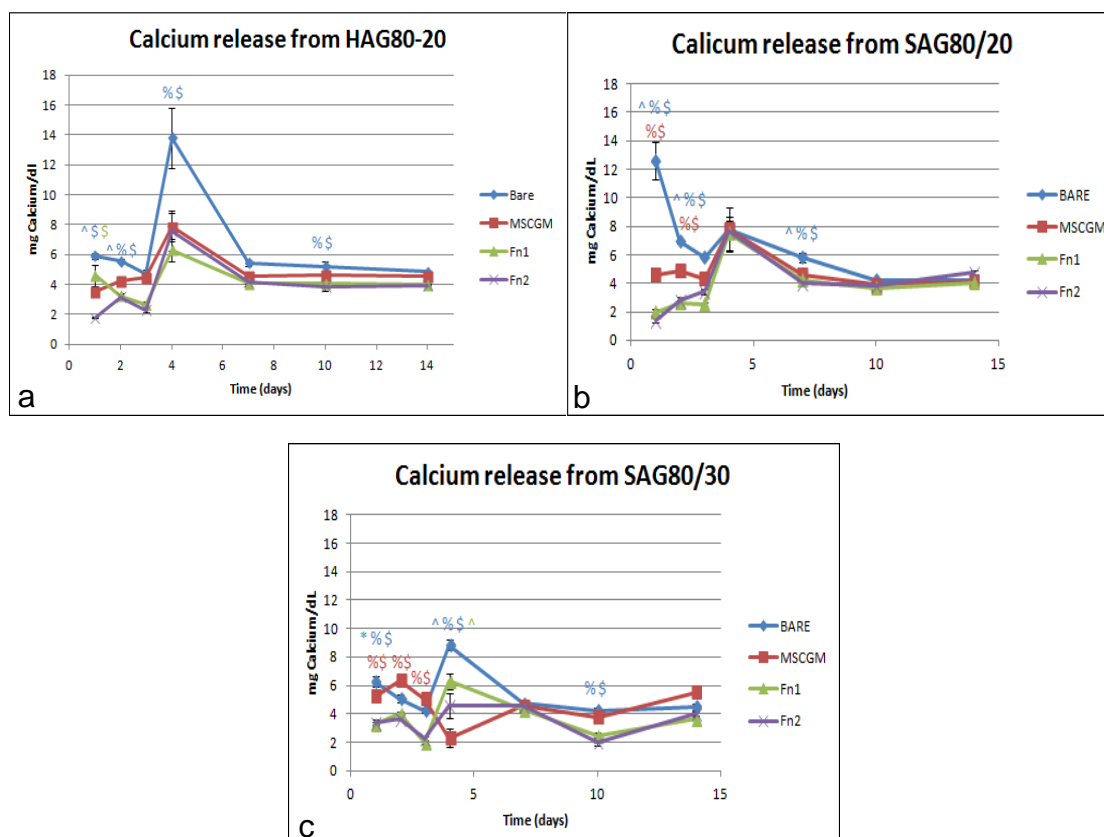 Calcium release from HAG80-20
mg Calcium/dl
18
16
14
12
10
8
6
4
2
0
0 2 4 6 8 10 12 14
Time (days)
% $
^ $ $
^ % $
% $
Bare
MSCGM
Fn1
Fn2
a
Calicum release from SAG80/20
mg Calcium/dL
18
16
14
12
10
8
6
4
2
0
0 5 10 15
Time (days)
^ % $
% $
^ % $
% $
^ % $
BARE
MSCGM
Fn1
Fn2
b
Calcium release from SAG80/30
mg Calcium/dL
18
16
14
12
10
8
6
4
2
0
0 5 10 15
Time (days)
* % $
% $ % $
% $
^ % $ ^
% $
BARE
MSCGM
Fn1
Fn2
c